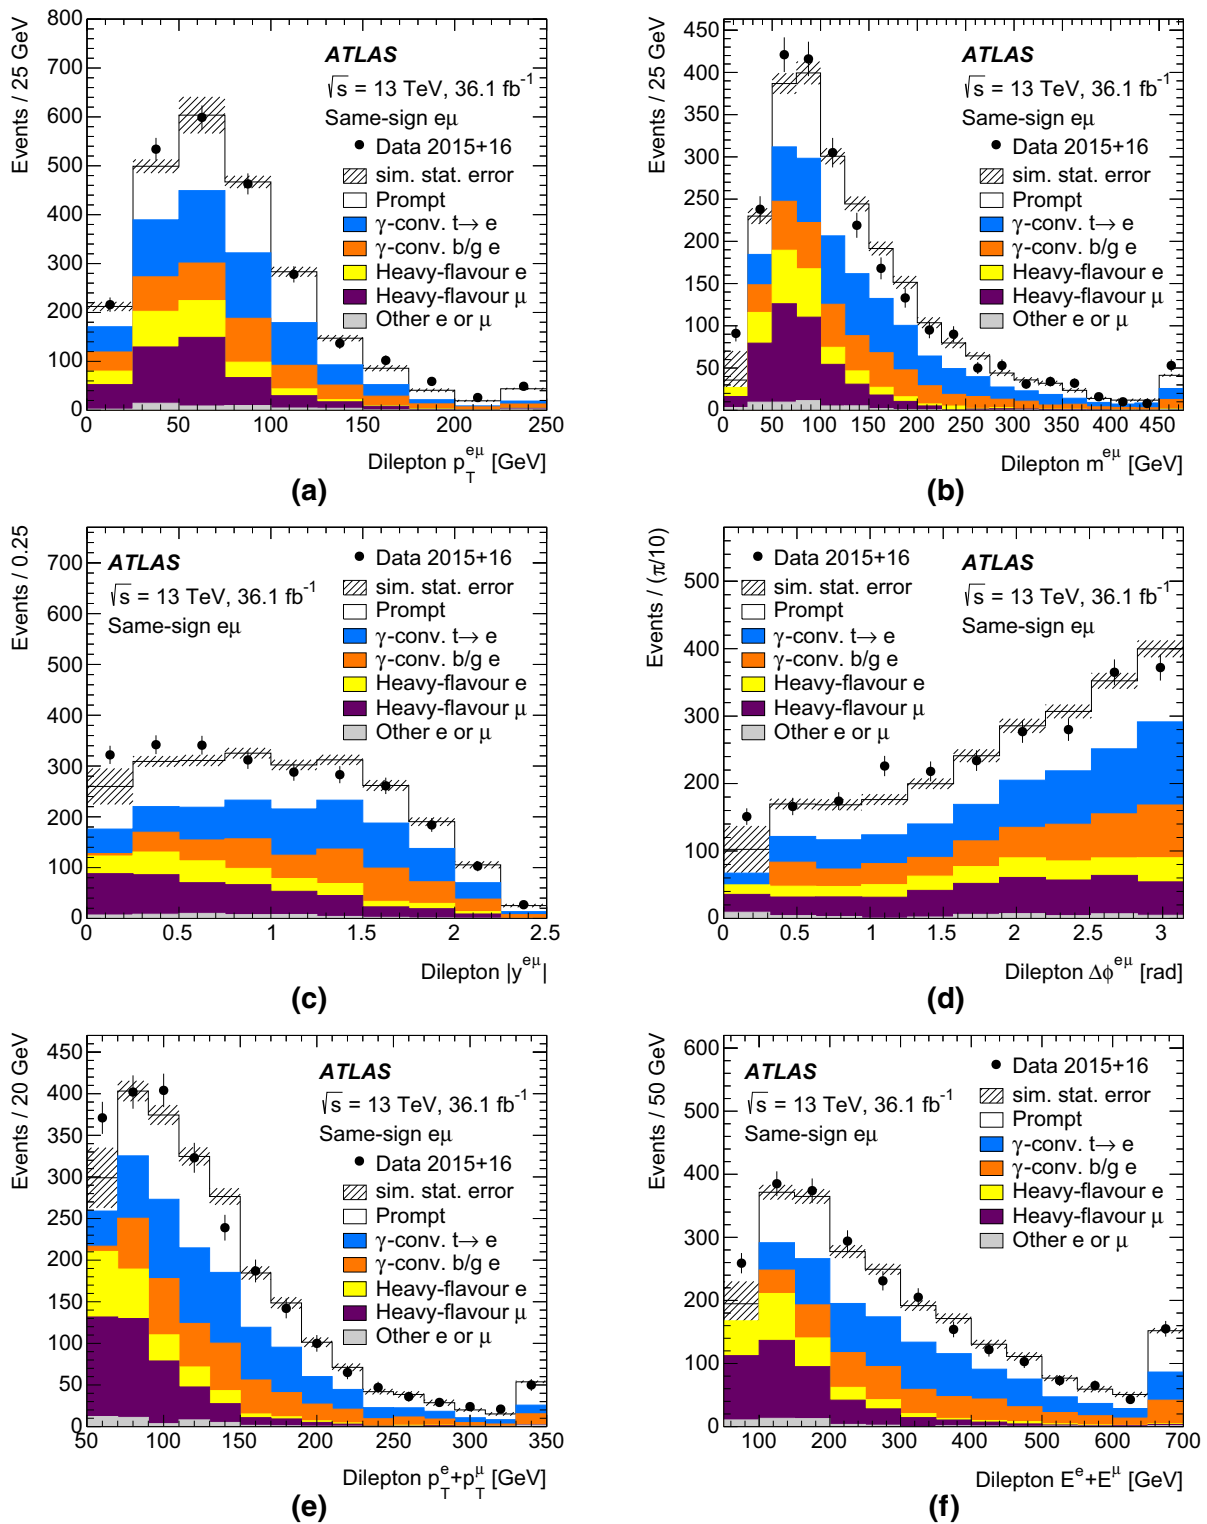 Events / 25 GeV
800
700
600
500
400
300
200
100
0
ATLAS
√s = 13 TeV, 36.1 fb⁻¹
Same-sign eμ
Data 2015+16
sim. stat. error
Prompt
γ-conv. t→ e
γ-conv. b/g e
Heavy-flavour e
Heavy-flavour μ
Other e or μ
0 50 100 150 200 250
Dilepton p_T^eμ [GeV]
(a)
Events / 25 GeV
450
400
350
300
250
200
150
100
50
0
ATLAS
√s = 13 TeV, 36.1 fb⁻¹
Same-sign eμ
Data 2015+16
sim. stat. error
Prompt
γ-conv. t→ e
γ-conv. b/g e
Heavy-flavour e
Heavy-flavour μ
Other e or μ
0 50 100 150 200 250 300 350 400 450
Dilepton m^eμ [GeV]
(b)
Events / 0.25
700
600
500
400
300
200
100
0
ATLAS
√s = 13 TeV, 36.1 fb⁻¹
Same-sign eμ
Data 2015+16
sim. stat. error
Prompt
γ-conv. t→ e
γ-conv. b/g e
Heavy-flavour e
Heavy-flavour μ
Other e or μ
0 0.5 1 1.5 2 2.5
Dilepton |y^eμ|
(c)
Events / (π/10)
500
400
300
200
100
0
Data 2015+16
sim. stat. error
Prompt
γ-conv. t→ e
γ-conv. b/g e
Heavy-flavour e
Heavy-flavour μ
Other e or μ
ATLAS
√s = 13 TeV, 36.1 fb⁻¹
Same-sign eμ
0 0.5 1 1.5 2 2.5 3
Dilepton Δϕ^eμ [rad]
(d)
Events / 20 GeV
450
400
350
300
250
200
150
100
50
0
ATLAS
√s = 13 TeV, 36.1 fb⁻¹
Same-sign eμ
Data 2015+16
sim. stat. error
Prompt
γ-conv. t→ e
γ-conv. b/g e
Heavy-flavour e
Heavy-flavour μ
Other e or μ
50 100 150 200 250 300 350
Dilepton p_T^e+p_T^μ [GeV]
(e)
Events / 50 GeV
600
500
400
300
200
100
0
ATLAS
√s = 13 TeV, 36.1 fb⁻¹
Same-sign eμ
Data 2015+16
sim. stat. error
Prompt
γ-conv. t→ e
γ-conv. b/g e
Heavy-flavour e
Heavy-flavour μ
Other e or μ
100 200 300 400 500 600 700
Dilepton E^e+E^μ [GeV]
(f)